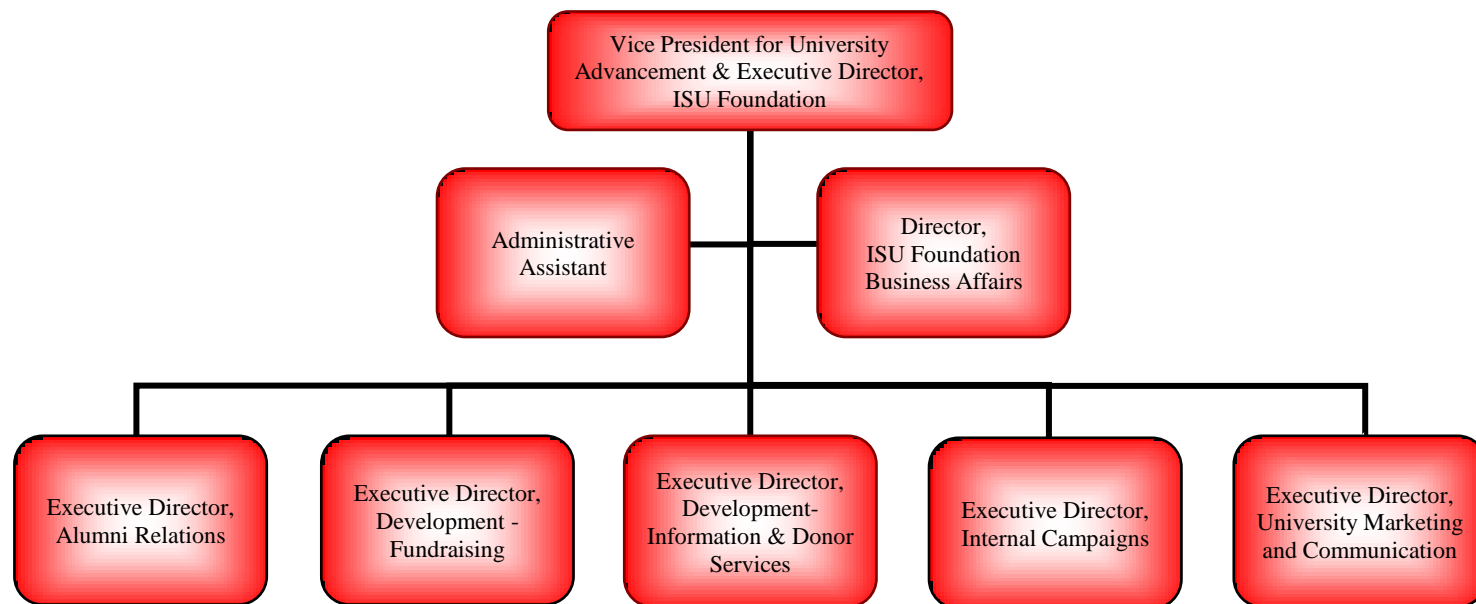 Vice President for University
Advancement & Executive Director,
ISU Foundation
Administrative
Assistant
Director,
ISU Foundation
Business Affairs
Executive Director,
Alumni Relations
Executive Director,
Development -
Fundraising
Executive Director,
Development-
Information & Donor
Services
Executive Director,
Internal Campaigns
Executive Director,
University Marketing
and Communication